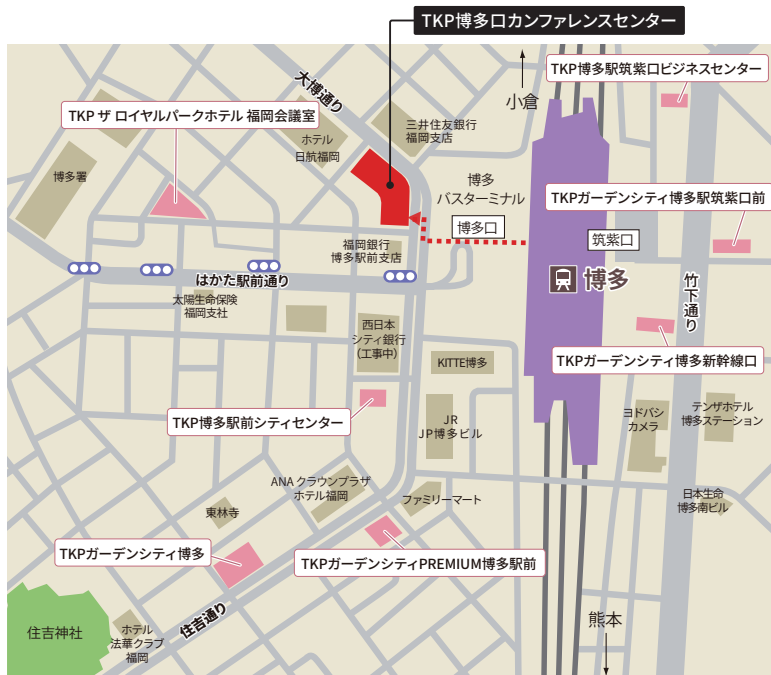 TKP博多口カンファレンスセンター
TKP博多駅筑紫口ビジネスセンター
大博通り
小倉
TKP ザ ロイヤルパークホテル 福岡会議室
三井住友銀行
福岡支店
ホテル
日航福岡
博多署
博多
バスターミナル
TKPガーデンシティ博多駅筑紫口前
博多口
筑紫口
福岡銀行
博多駅前支店
はかた駅前通り
博多
竹下通り
太陽生命保険
福岡支社
西日本
シティ銀行
（工事中）
KITTE博多
TKPガーデンシティ博多新幹線口
TKP博多駅前シティセンター
JR
JP博多ビル
ヨドバシ
カメラ
テンザホテル
博多ステーション
ANA クラウンプラザ
ホテル福岡
ファミリーマート
日本生命
博多南ビル
東林寺
TKPガーデンシティ博多
TKPガーデンシティPREMIUM博多駅前
住吉通り
熊本
住吉神社
ホテル
法華クラブ
福岡